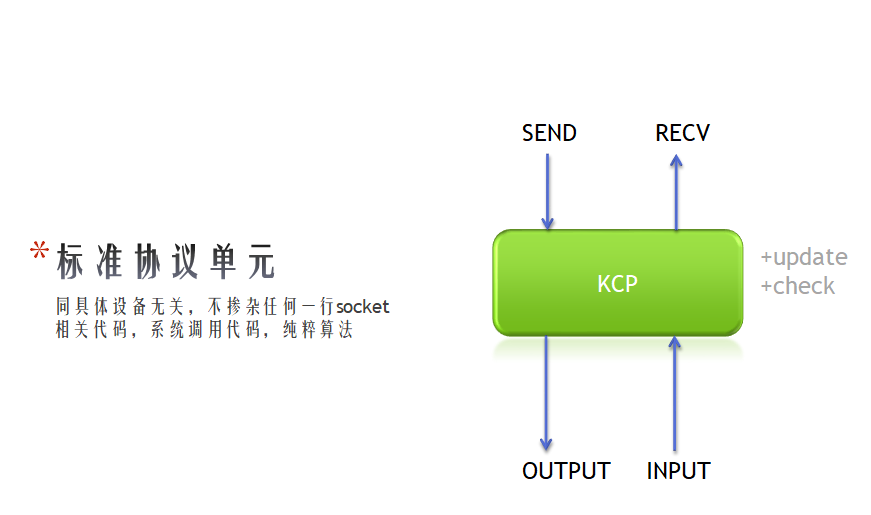 SEND RECV
*标准协议单元
同具体设备无关，不掺杂任何一行socket
相关代码，系统调用代码，纯粹算法
KCP
+update
+check
OUTPUT INPUT